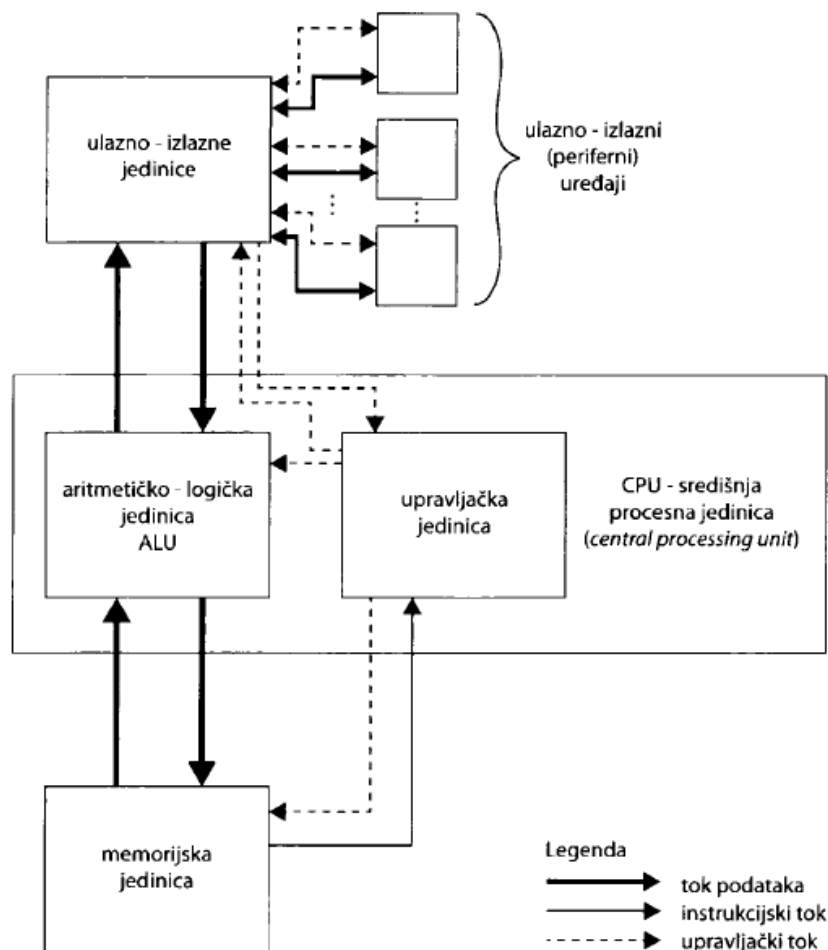 ulazno - izlazne
jedinice
ulazno - izlazni
(periferni)
uređaji
aritmetičko - logička
jedinica
ALU
upravljačka
jedinica
CPU - središnja
procesna jedinica
(central processing unit)
memorijska
jedinica
Legenda
tok podataka
instrukcijski tok
upravljački tok